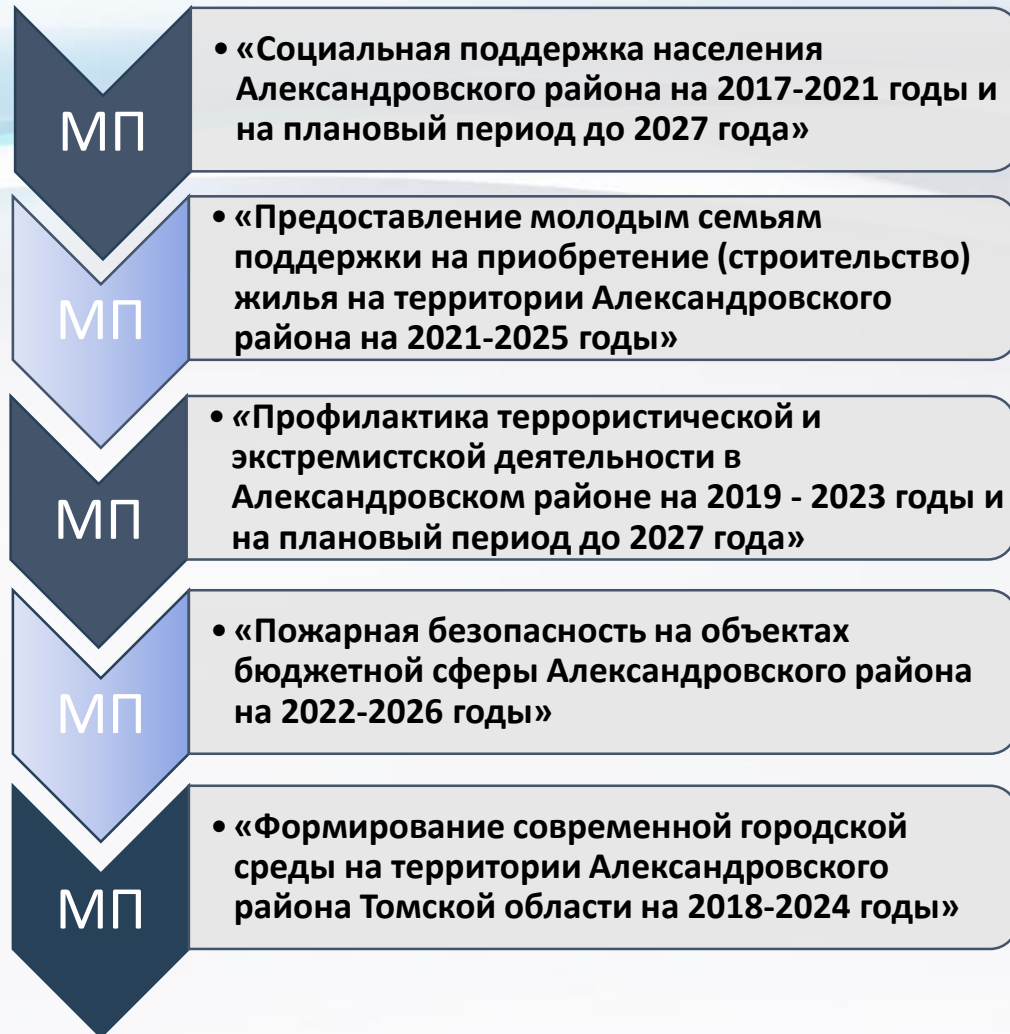 МП
• «Социальная поддержка населения
Александровского района на 2017-2021 годы и
на плановый период до 2027 года»
МП
• «Предоставление молодым семьям
поддержки на приобретение (строительство)
жилья на территории Александровского
района на 2021-2025 годы»
МП
• «Профилактика террористической и
экстремистской деятельности в
Александровском районе на 2019 - 2023 годы и
на плановый период до 2027 года»
МП
• «Пожарная безопасность на объектах
бюджетной сферы Александровского района
на 2022-2026 годы»
МП
• «Формирование современной городской
среды на территории Александровского
района Томской области на 2018-2024 годы»